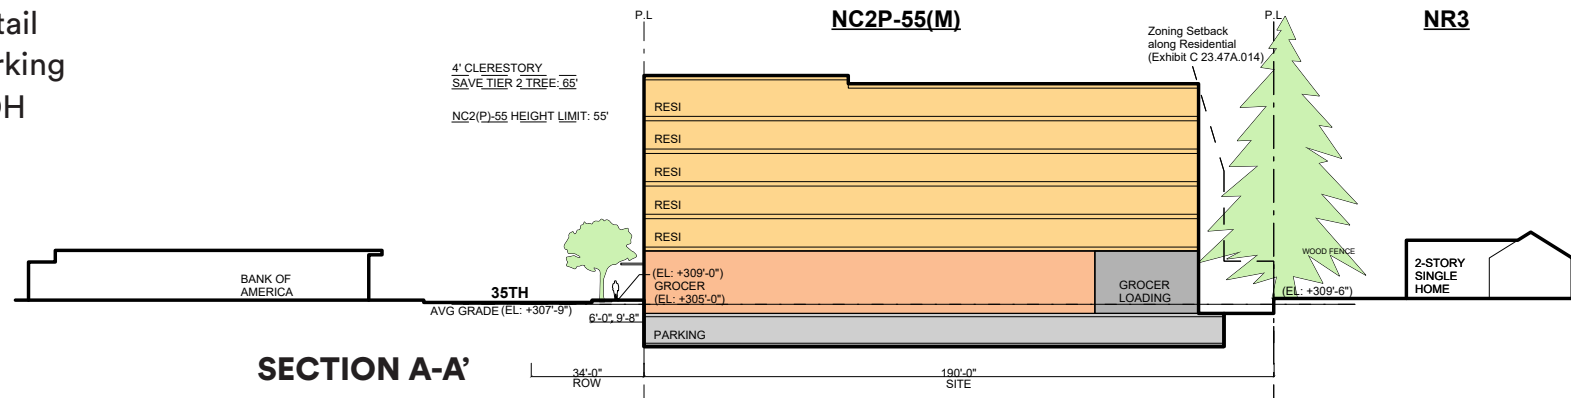 tail
rking
DH
P.L
NC2P-55(M)
P.L
NR3
Zoning Setback
along Residential
(Exhibit C 23.47A.014)
4' CLERESTORY
SAVE TIER 2 TREE: 65'
NC2(P)-55 HEIGHT LIMIT: 55'
RESI
RESI
RESI
RESI
RESI
WOOD FENCE
BANK OF
AMERICA
35TH
AVG GRADE (EL: +307'-9")
6'-0"
9'-8"
(EL: +309'-0")
GROCER
(EL: +305'-0")
GROCER
LOADING
(EL: +309'-6")
2-STORY
SINGLE
HOME
PARKING
SECTION A-A’
34'-0"
ROW
190'-0"
SITE